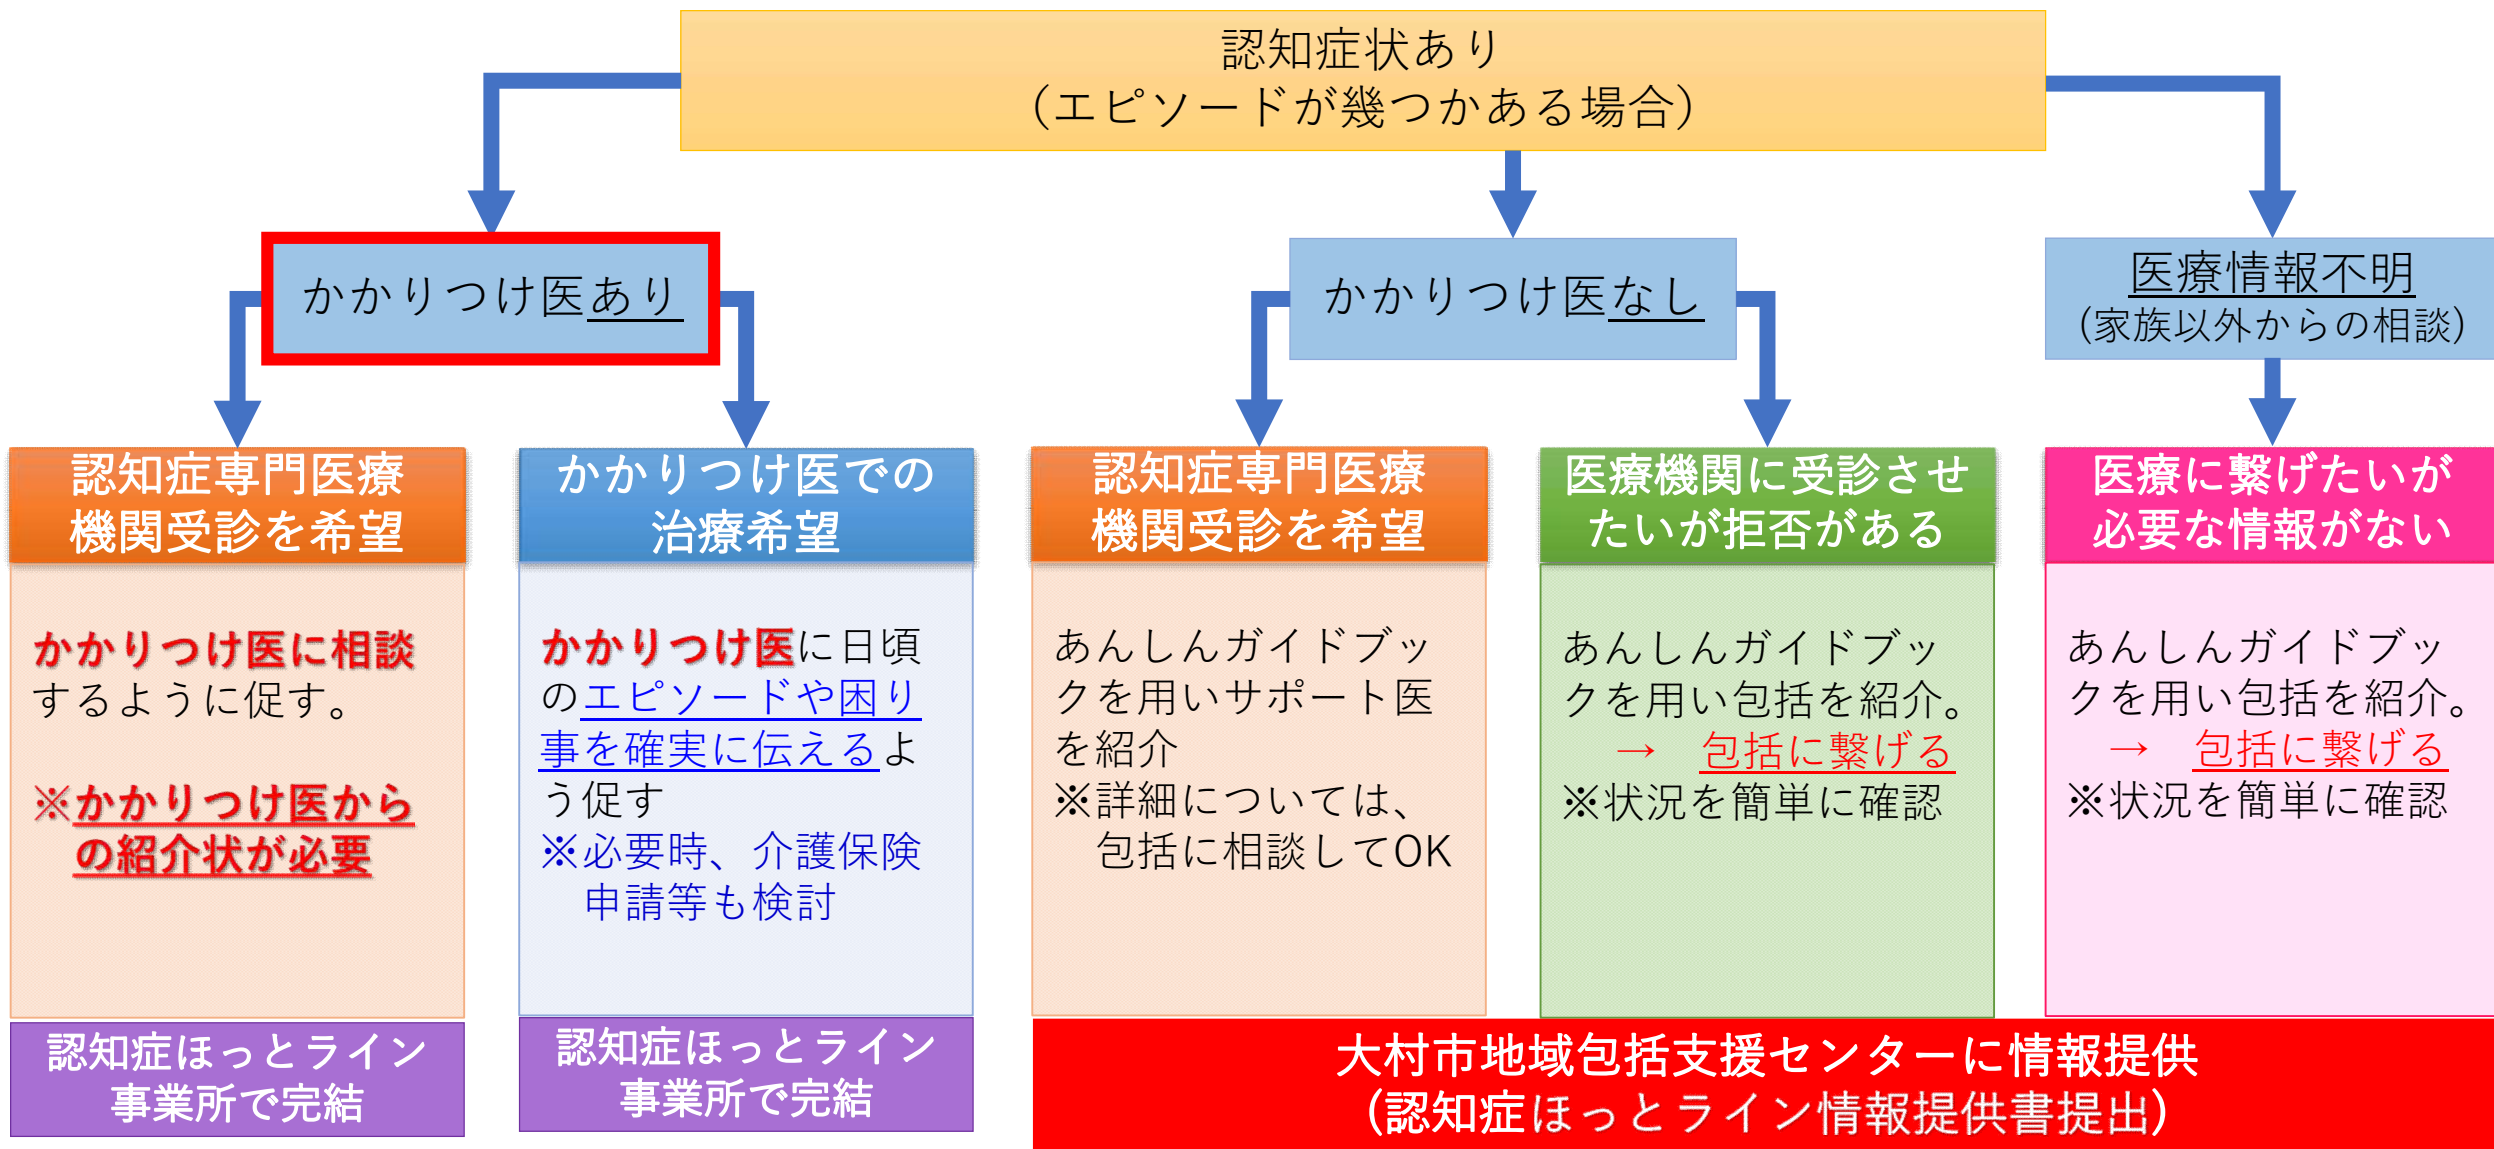 認知症状あり
（エピソードが幾つかある場合）
かかりつけ医あり
かかりつけ医なし
医療情報不明
（家族以外からの相談）
認知症専門医療
機関受診を希望
かかりつけ医に相談
するように促す。
※かかりつけ医から
の紹介状が必要
認知症ほっとライン
事業所で完結
かかりつけ医での
治療希望
かかりつけ医に日頃
のエピソードや困り
事を確実に伝えるよ
う促す
※必要時、介護保険
申請等も検討
認知症ほっとライン
事業所で完結
認知症専門医療
機関受診を希望
あんしんガイドブッ
クを用いサポート医
を紹介
※詳細については、
包括に相談してOK
医療機関に受診させ
たいが拒否がある
あんしんガイドブッ
クを用い包括を紹介。
→　包括に繋げる
※状況を簡単に確認
医療に繋げたいが
必要な情報がない
あんしんガイドブッ
クを用い包括を紹介。
→　包括に繋げる
※状況を簡単に確認
大村市地域包括支援センターに情報提供
（認知症ほっとライン情報提供書提出）